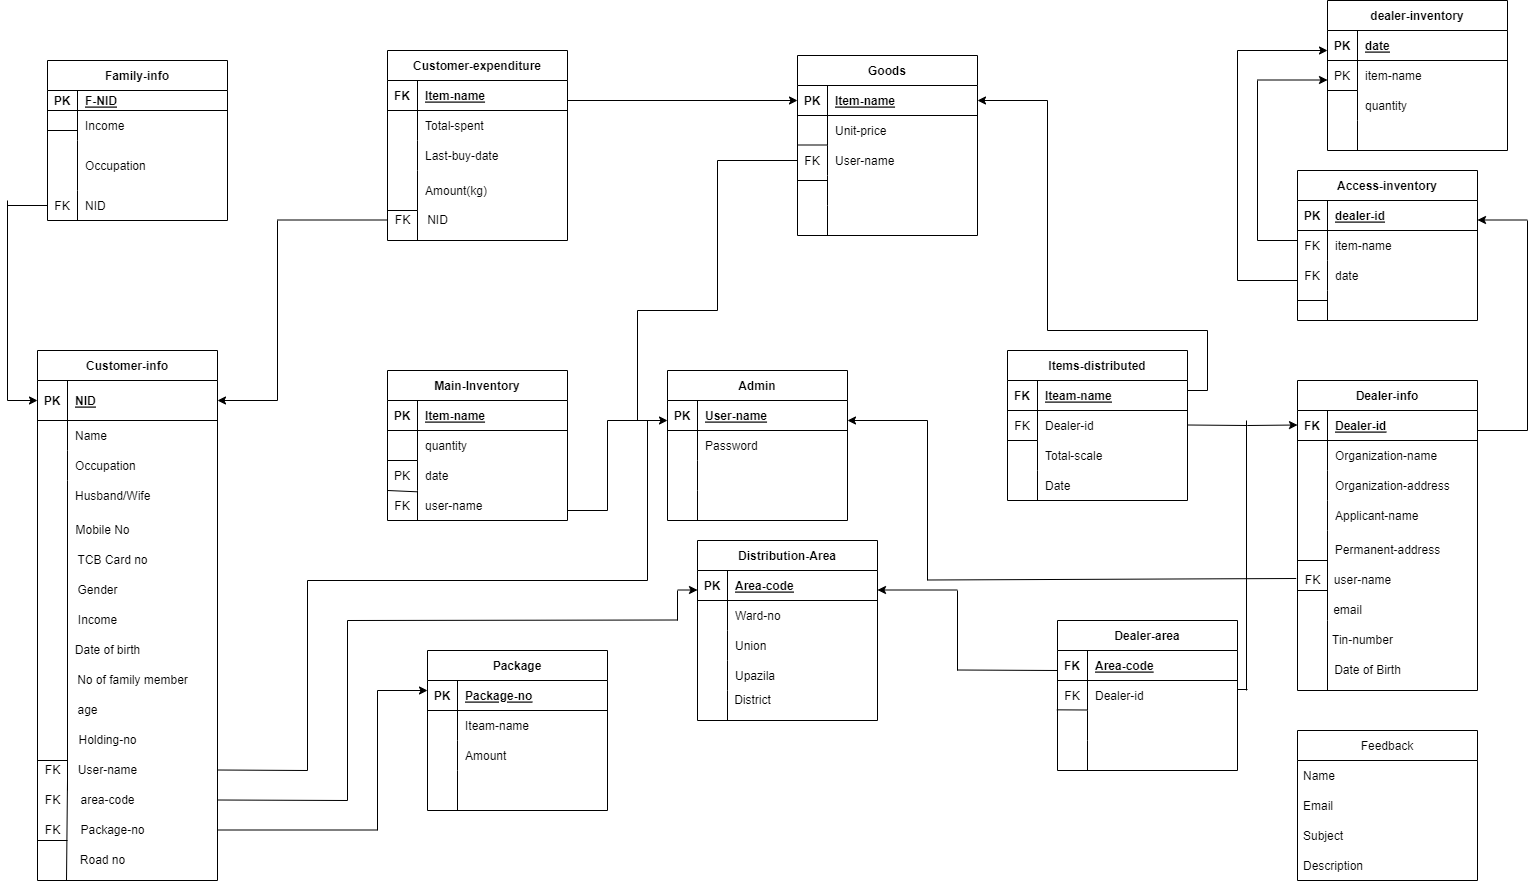 dealer-inventory
PK date
PK item-name
quantity
Family-info
PK F-NID
Income
Occupation
FK NID
Customer-expenditure
FK Item-name
Total-spent
Last-buy-date
Amount(kg)
FK NID
Goods
PK Item-name
Unit-price
FK User-name
Access-inventory
PK dealer-id
FK item-name
FK date
Customer-info
PK NID
Name
Occupation
Husband/Wife
Mobile No
TCB Card no
Gender
Income
Date of birth
No of family member
age
Holding-no
FK User-name
FK area-code
FK Package-no
Road no
Main-Inventory
PK Item-name
quantity
PK date
FK user-name
Admin
PK User-name
Password
Items-distributed
FK Iteam-name
FK Dealer-id
Total-scale
Date
Dealer-info
FK Dealer-id
Organization-name
Organization-address
Applicant-name
Permanent-address
FK user-name
email
Tin-number
Date of Birth
Distribution-Area
PK Area-code
Ward-no
Union
Upazila
District
Dealer-area
FK Area-code
FK Dealer-id
Package
PK Package-no
Iteam-name
Amount
Feedback
Name
Email
Subject
Description